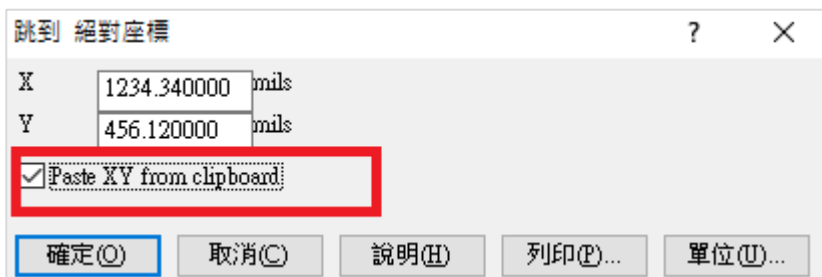 跳到 絕對座標 ? ×
X 1234.340000 mils
Y 456.120000 mils
Paste XY from clipboard
確定(O) 取消(C) 說明(H) 列印(P)... 單位(U)...